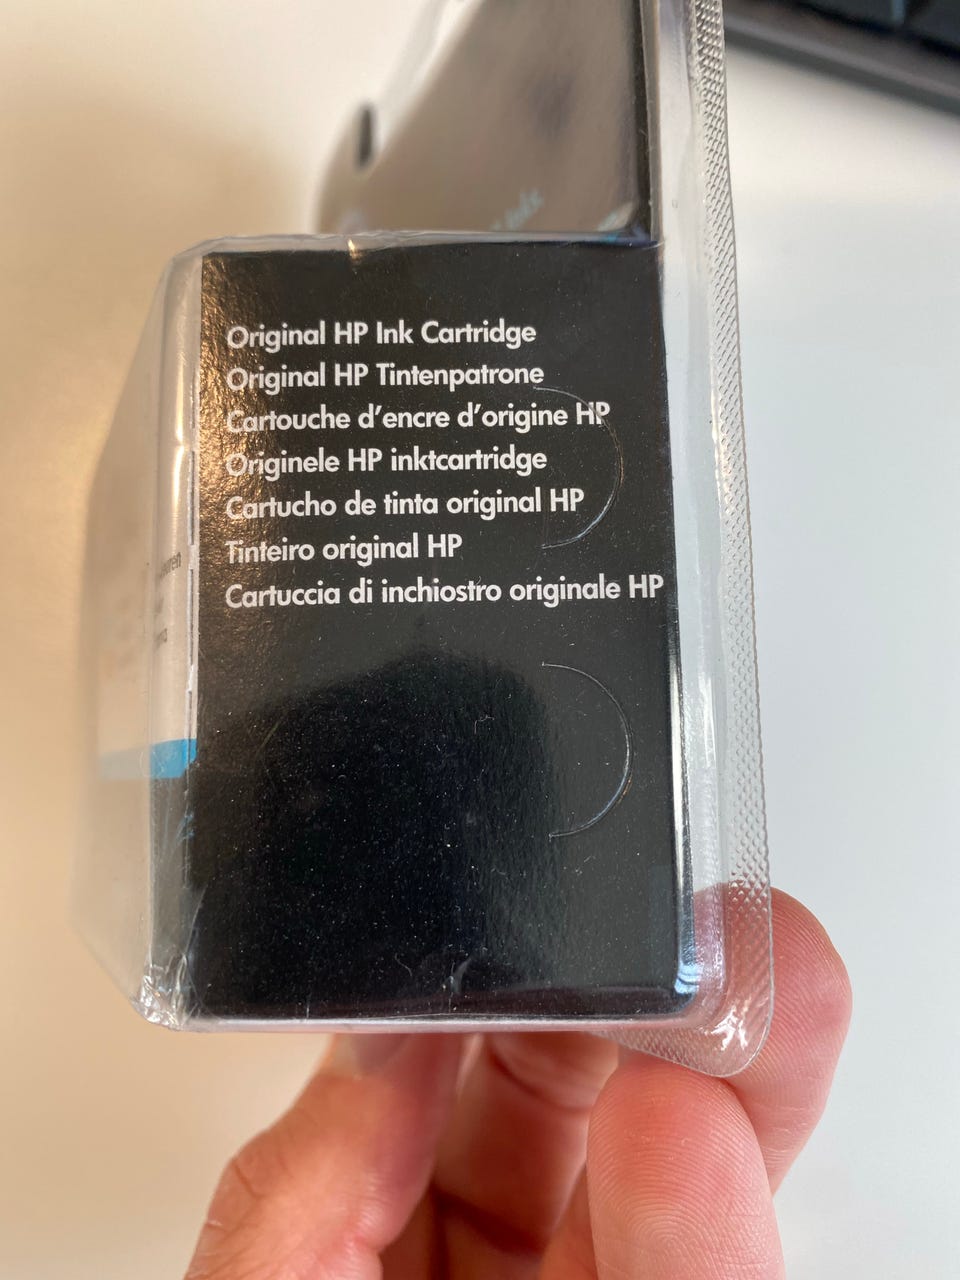 Original HP Ink Cartridge
Original HP Tintenpatrone
Cartouche d'encre d'origine HP
Originele HP inktcartridge
Cartucho de tinta original HP
Tinteiro original HP
Cartuccia di inchiostro originale HP